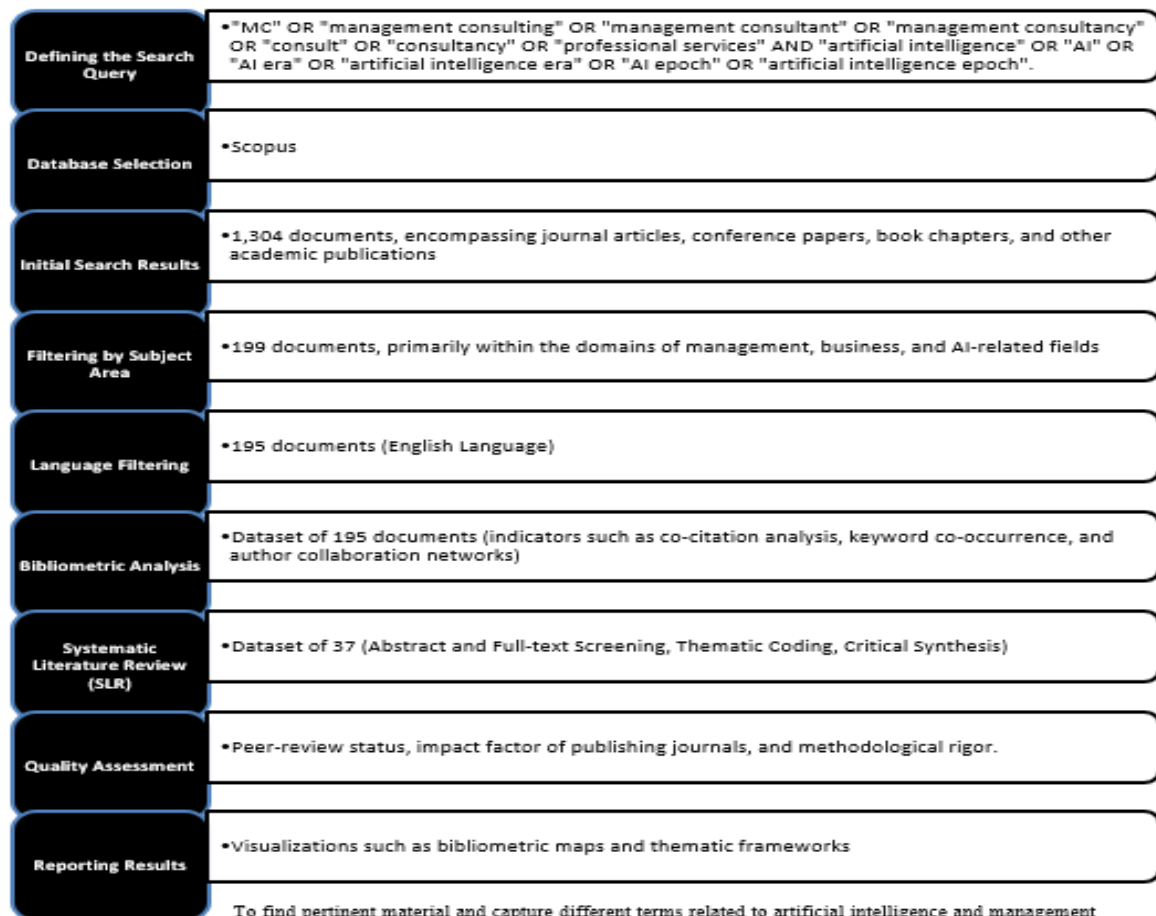 Defining the Search
Query
•"MC" OR "management consulting" OR "management consultant" OR "management consultancy"
OR "consult" OR "consultancy" OR "professional services" AND "artificial intelligence" OR "AI" OR
"AI era" OR "artificial intelligence era" OR "AI epoch" OR "artificial intelligence epoch".
Database Selection
•Scopus
Initial Search Results
•1,304 documents, encompassing journal articles, conference papers, book chapters, and other
academic publications
Filtering by Subject
Area
•199 documents, primarily within the domains of management, business, and AI-related fields
Language Filtering
•195 documents (English Language)
Bibliometric Analysis
•Dataset of 195 documents (indicators such as co-citation analysis, keyword co-occurrence, and
author collaboration networks)
Systematic
Literature Review
(SLR)
•Dataset of 37 (Abstract and Full-text Screening, Thematic Coding, Critical Synthesis)
Quality Assessment
•Peer-review status, impact factor of publishing journals, and methodological rigor.
Reporting Results
•Visualizations such as bibliometric maps and thematic frameworks
To find pertinent material and capture different terms related to artificial intelligence and management